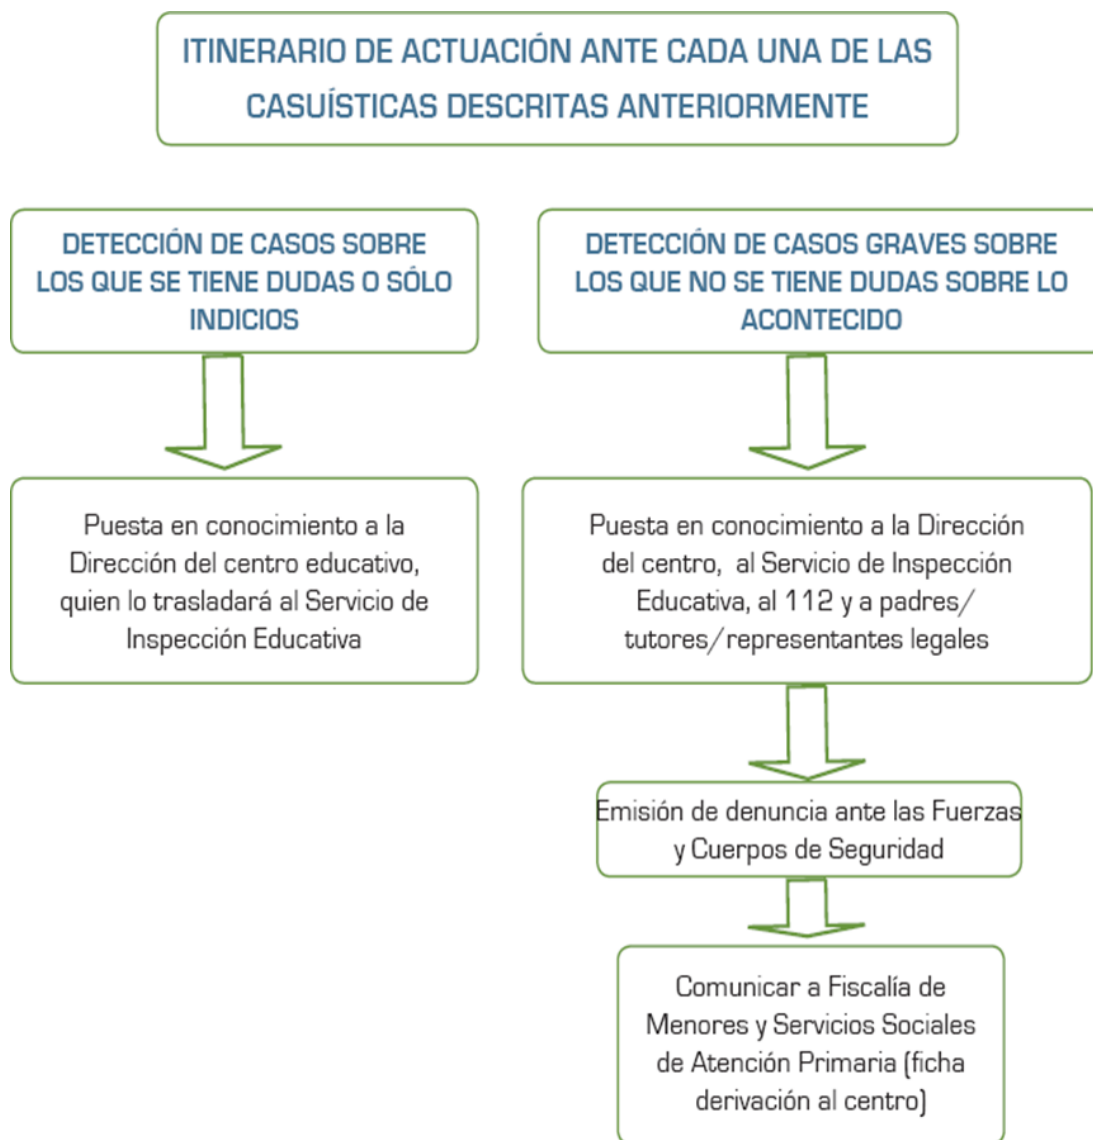 ITINERARIO DE ACTUACIÓN ANTE CADA UNA DE LAS
CASUÍSTICAS DESCRITAS ANTERIORMENTE
DETECCIÓN DE CASOS SOBRE
LOS QUE SE TIENE DUDAS O SÓLO
INDICIOS
Puesta en conocimiento a la
Dirección del centro educativo,
quien lo trasladará al Servicio de
Inspección Educativa
DETECCIÓN DE CASOS GRAVES SOBRE
LOS QUE NO SE TIENE DUDAS SOBRE LO
ACONTECIDO
Puesta en conocimiento a la Dirección
del centro, al Servicio de Inspección
Educativa, al 112 y a padres/
tutores/representantes legales
Emisión de denuncia ante las Fuerzas
y Cuerpos de Seguridad
Comunicar a Fiscalía de
Menores y Servicios Sociales
de Atención Primaria (ficha
derivación al centro)